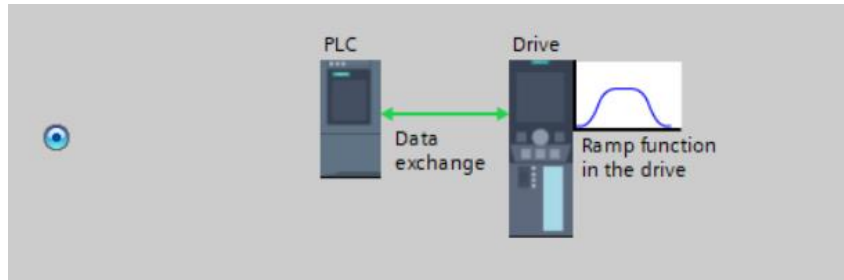 PLC
Drive
Data
exchange
Ramp function
in the drive